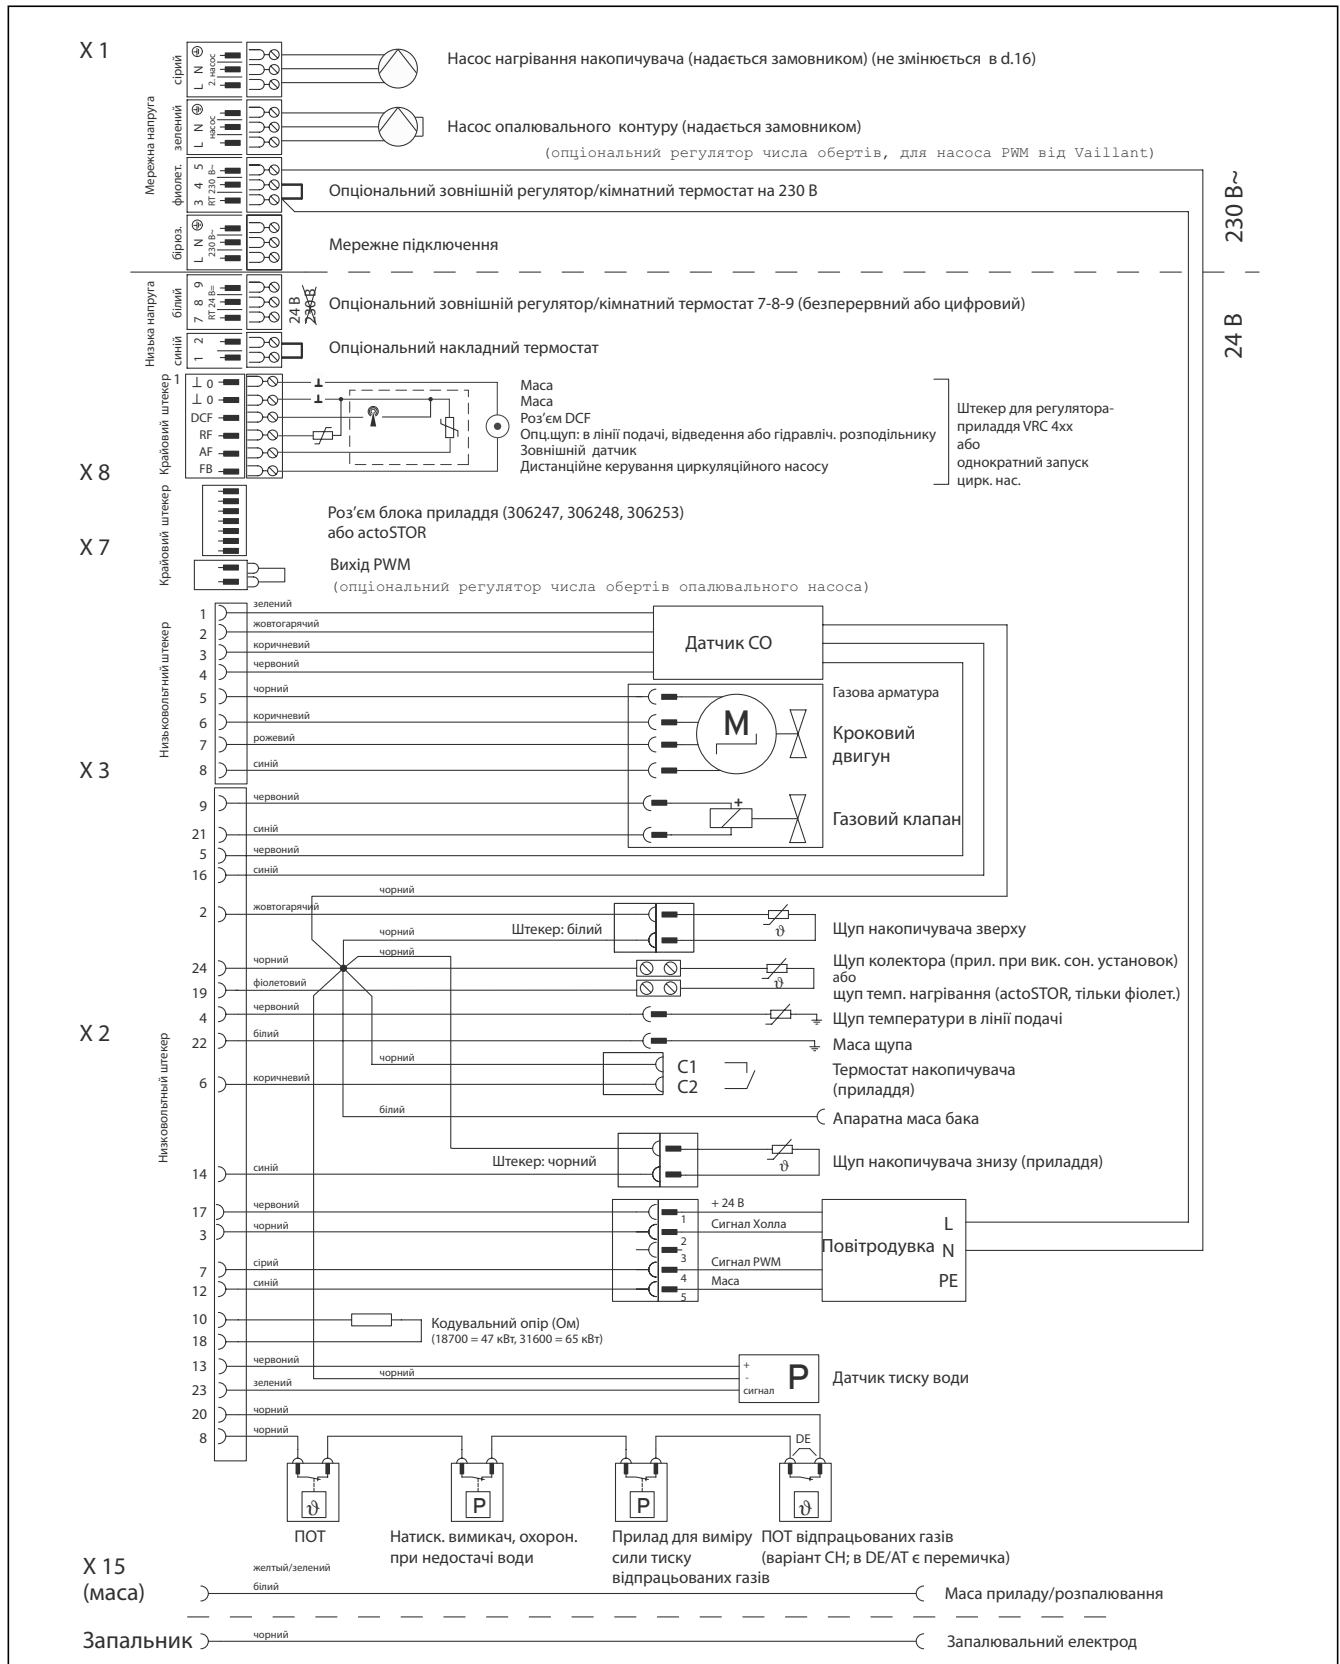 X 1
сірий
L N
2. насос
Насос нагрівання накопичувача (надається замовником) (не змінюється в d.16)
Мережна напруга
зелений
L N
насос
Насос опалювального контуру (надається замовником)
(опціональний регулятор числа обертів, для насоса PWM від Vaillant)
фиолет.
3 4 5
RT 230 В~
Опціональний зовнішній регулятор/кімнатний термостат на 230 В
230 В~
бірюз.
L N
230 В~
Мережне підключення
Низька напруга
білий
7 8 9
RT 24 В=
24 В
230 В
Опціональний зовнішній регулятор/кімнатний термостат 7-8-9 (безперервний або цифровий)
24 В
синій
1 2
Опціональний накладний термостат
X 8
Крайовий штекер
1
⊥ 0
⊥ 0
DCF
RF
AF
FB
Маса
Маса
Роз’єм DCF
Опц.щуп: в лінії подачі, відведення або гідравліч. розподільнику
Зовнішній датчик
Дистанційне керування циркуляційного насосу
Штекер для регулятора-
приладдя VRC 4xx
або
однократний запуск
цирк. нас.
X 7
Крайовий штекер
Роз’єм блока приладдя (306247, 306248, 306253)
або actoSTOR
Вихід PWM
(опціональний регулятор числа обертів опалювального насоса)
X 3
Низьковольтний штекер
1 зелений
2 жовтогарячий
3 коричневий
4 червоний
Датчик СО
5 чорний
6 коричневий
7 рожевий
8 синій
M
Газова арматура
Кроковий
двигун
9 червоний
21 синій
+
Газовий клапан
5 червоний
16 синій
чорний
X 2
Низковольтный штекер
2 жовтогарячий
чорний
Штекер: білий
ϑ
Щуп накопичувача зверху
чорний
24 чорний
19 фіолетовий
ϑ
Щуп колектора (прил. при вик. сон. установок)
або
щуп темп. нагрівання (actoSTOR, тільки фіолет.)
4 червоний
Щуп температури в лінії подачі
22 білий
Маса щупа
чорний
6 коричневий
C1
C2
Термостат накопичувача
(приладдя)
білий
Апаратна маса бака
14 синій
Штекер: чорний
ϑ
Щуп накопичувача знизу (приладдя)
17 червоний
3 чорний
7 сірий
12 синій
1
2
3
4
5
+ 24 В
Сигнал Холла
Сигнал PWM
Маса
Повітродувка
L
N
PE
10
18
Кодувальний опір (Ом)
(18700 = 47 кВт, 31600 = 65 кВт)
13 червоний
чорний
23 зелений
+
-
сигнал
P
Датчик тиску води
20 чорний
8 чорний
DE
ϑ
P
P
ϑ
ПОТ
Натиск. вимикач, охорон.
при недостачі води
Прилад для виміру
сили тиску
відпрацьованих газів
ПОТ відпрацьованих газів
(варіант CH; в DE/AT є перемичка)
X 15
(маса)
желтый/зелений
білий
Маса приладу/розпалювання
Запальник
чорний
Запалювальний електрод